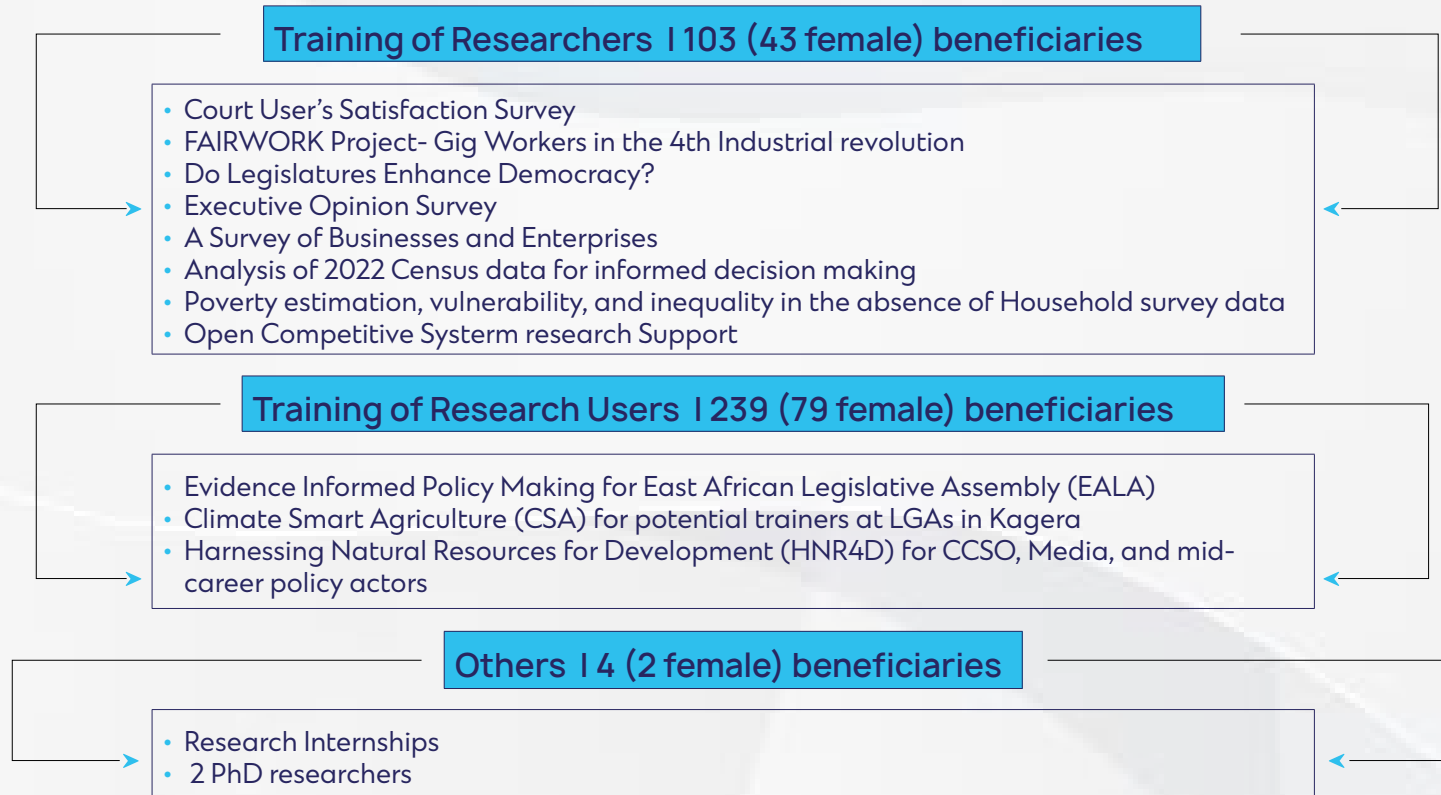 Training of Researchers I 103 (43 female) beneficiaries
• Court User’s Satisfaction Survey
• FAIRWORK Project- Gig Workers in the 4th Industrial revolution
• Do Legislatures Enhance Democracy?
• Executive Opinion Survey
• A Survey of Businesses and Enterprises
• Analysis of 2022 Census data for informed decision making
• Poverty estimation, vulnerability, and inequality in the absence of Household survey data
• Open Competitive Systerm research Support
Training of Research Users I 239 (79 female) beneficiaries
• Evidence Informed Policy Making for East African Legislative Assembly (EALA)
• Climate Smart Agriculture (CSA) for potential trainers at LGAs in Kagera
• Harnessing Natural Resources for Development (HNR4D) for CCSO, Media, and mid-
career policy actors
Others I 4 (2 female) beneficiaries
• Research Internships
• 2 PhD researchers